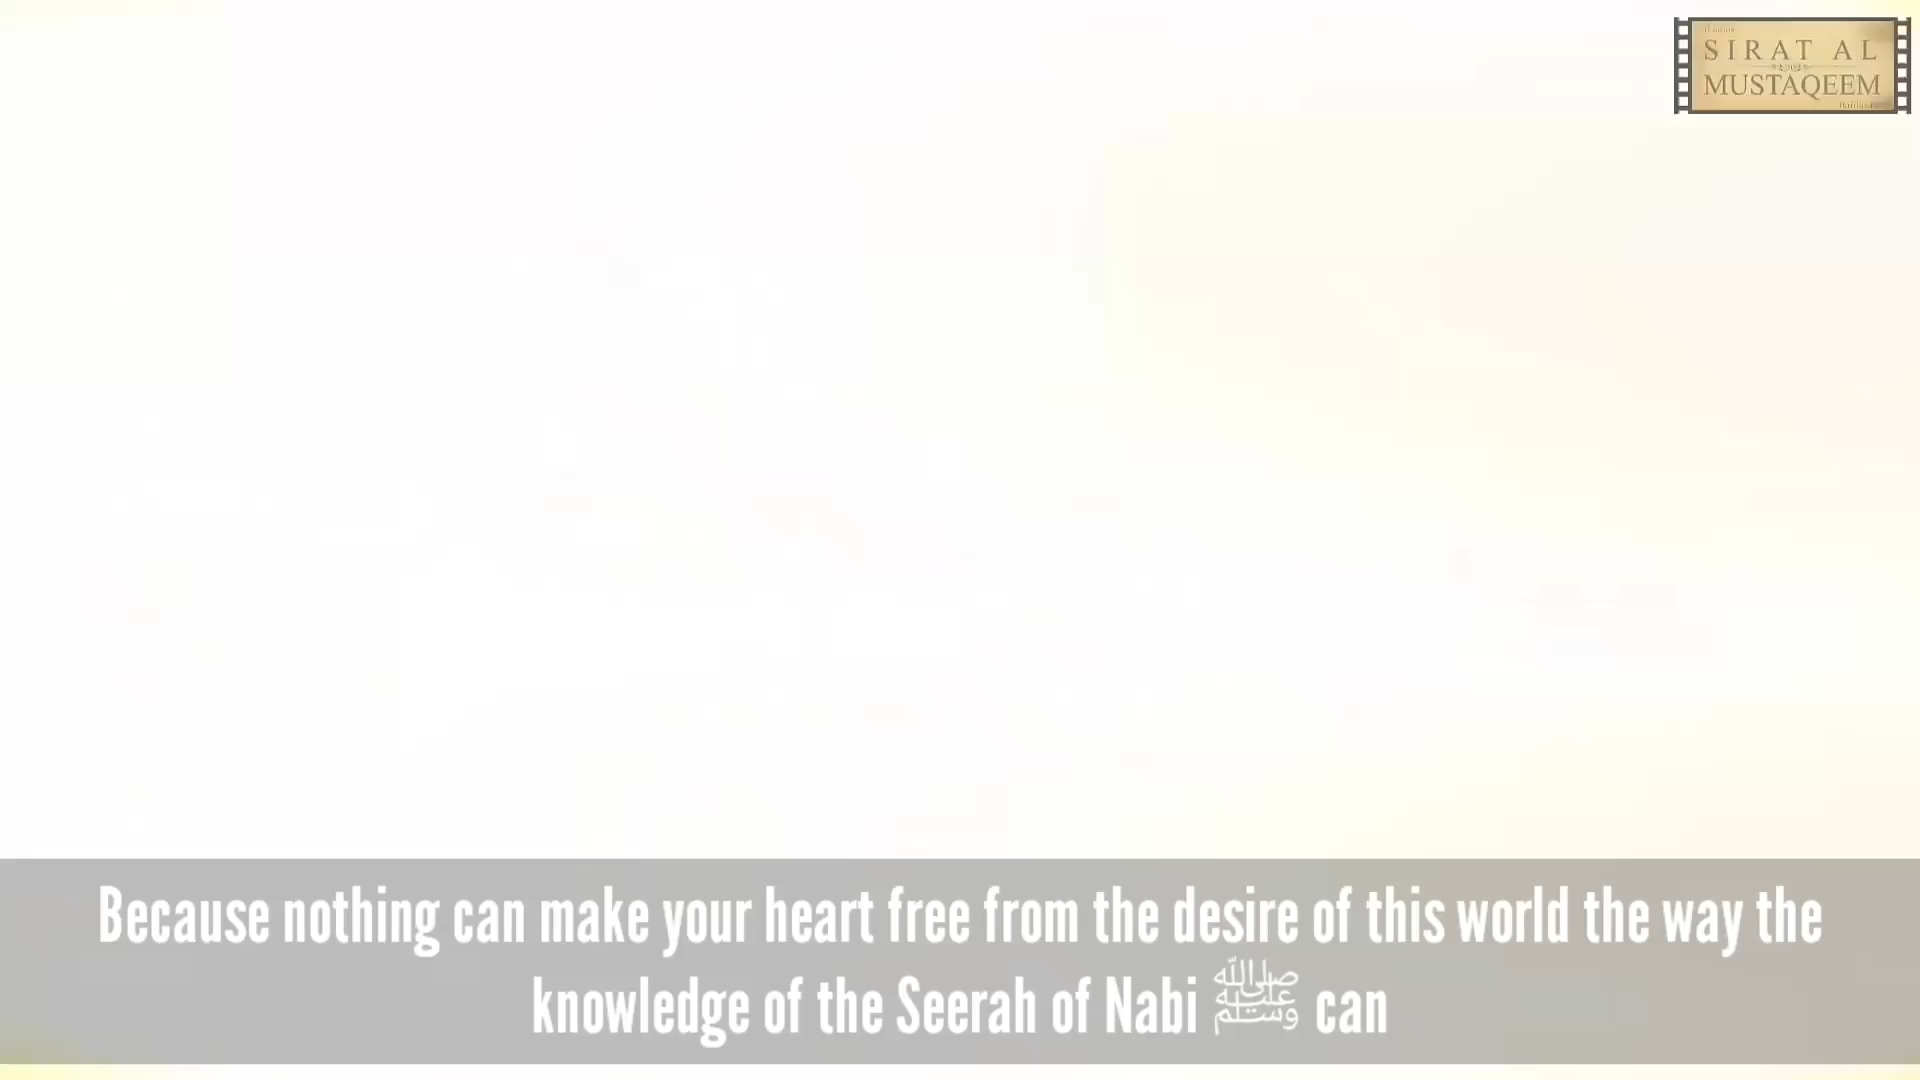 SIRAT AL
MUSTAQEEM
Because nothing can make your heart free from the desire of this world the way the
knowledge of the Seerah of Nabi ﷺ can